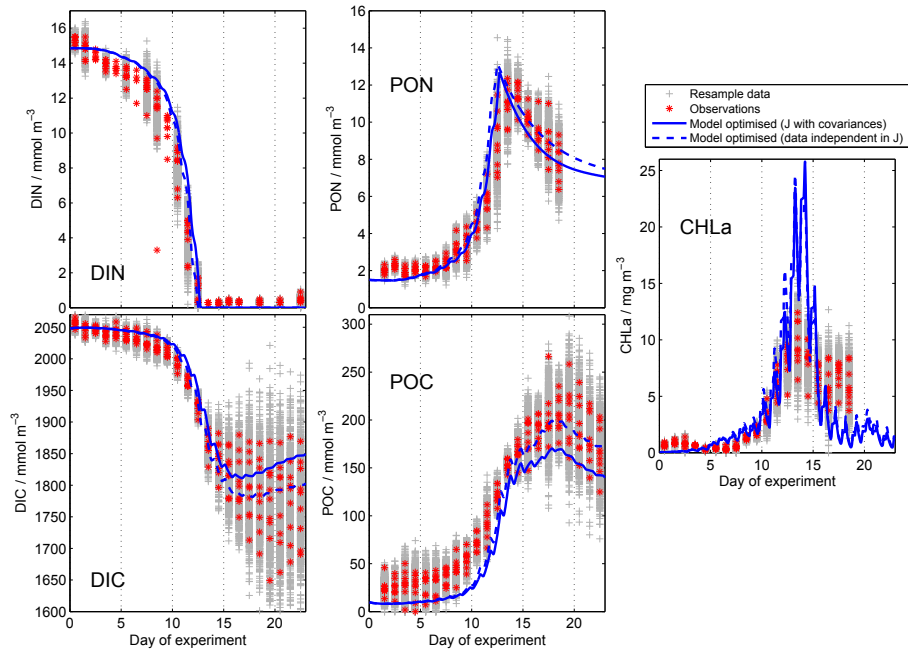 16
14
12
10
8
6
4
2
0
DIN / mmol m⁻³
DIN
16
14
12
10
8
6
4
2
0
PON / mmol m⁻³
PON
Resample data
Observations
Model optimised (J with covariances)
Model optimised (data independent in J)
2050
2000
1950
1900
1850
1800
1750
1700
1650
1600
DIC / mmol m⁻³
DIC
0 5 10 15 20
Day of experiment
300
250
200
150
100
50
0
POC / mmol m⁻³
POC
0 5 10 15 20
Day of experiment
25
20
15
10
5
0
CHLa / mg m⁻³
CHLa
0 5 10 15 20
Day of experiment